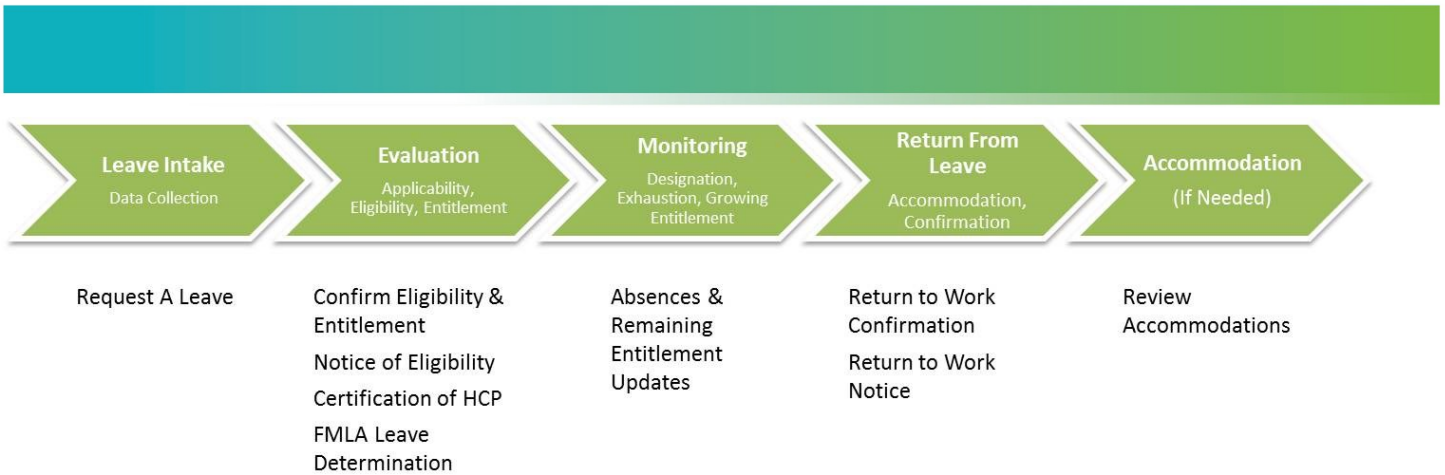 Leave Intake
Data Collection
Evaluation
Applicability,
Eligibility, Entitlement
Monitoring
Designation,
Exhaustion, Growing
Entitlement
Return From
Leave
Accommodation,
Confirmation
Accommodation
(If Needed)
Request A Leave
Confirm Eligibility &
Entitlement
Notice of Eligibility
Certification of HCP
FMLA Leave
Determination
Absences &
Remaining
Entitlement
Updates
Return to Work
Confirmation
Return to Work
Notice
Review
Accommodations